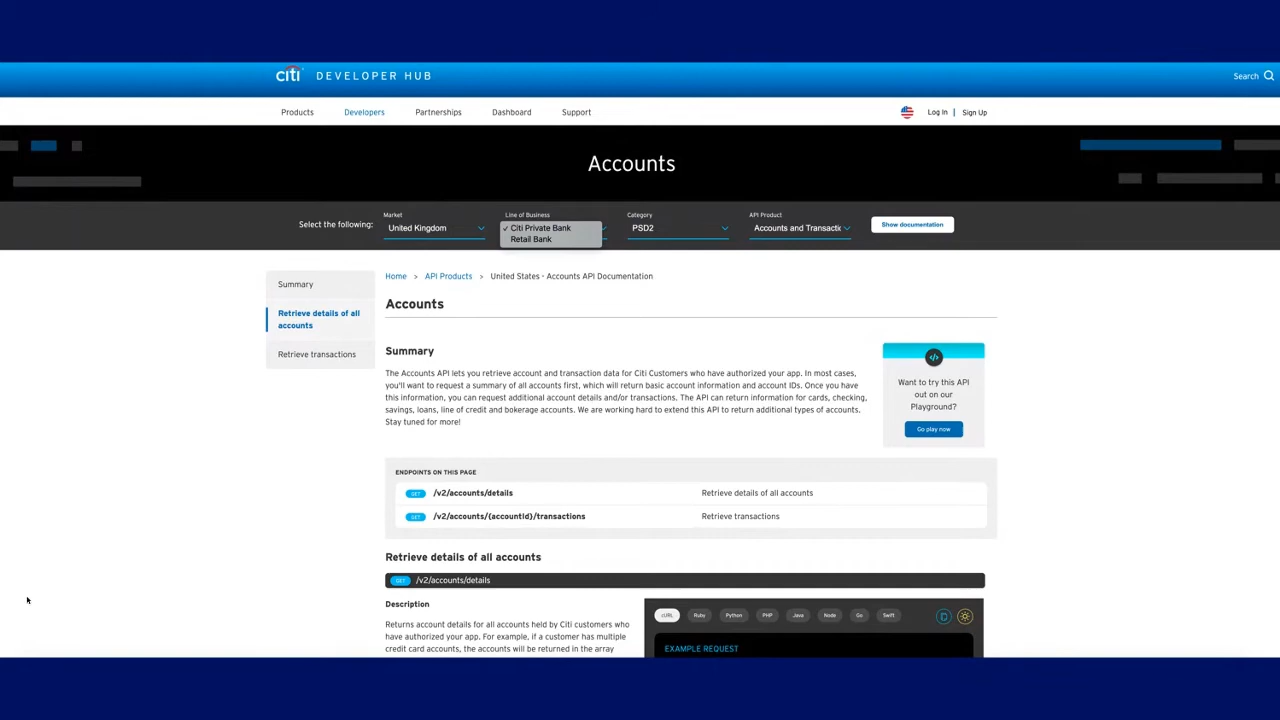 citi DEVELOPER HUB
Search
Products Developers Partnerships Dashboard Support Log In | Sign Up
Accounts
Select the following:
Market Line of Business Category API Product
United Kingdom ✓ Citi Private Bank PSD2 Accounts and Transactic Show documentation
Retail Bank
Home > API Products > United States - Accounts API Documentation
Summary
Retrieve details of all
accounts
Retrieve transactions
Accounts
Summary
The Accounts API lets you retrieve account and transaction data for Citi Customers who have authorized your app. In most cases,
you'll want to request a summary of all accounts first, which will return basic account information and account IDs. Once you have
this information, you can request additional account details and/or transactions. The API can return information for cards, checking,
savings, loans, line of credit and bokerage accounts. We are working hard to extend this API to return additional types of accounts.
Stay tuned for more!
</>
Want to try this API
out on our
Playground?
Go play now
ENDPOINTS ON THIS PAGE
GET /v2/accounts/details Retrieve details of all accounts
GET /v2/accounts/{accountId}/transactions Retrieve transactions
Retrieve details of all accounts
GET /v2/accounts/details
Description
Returns account details for all accounts held by Citi customers who
have authorized your app. For example, if a customer has multiple
credit card accounts, the accounts will be returned in the array
cURL Ruby Python PHP Java Node Go Swift
EXAMPLE REQUEST